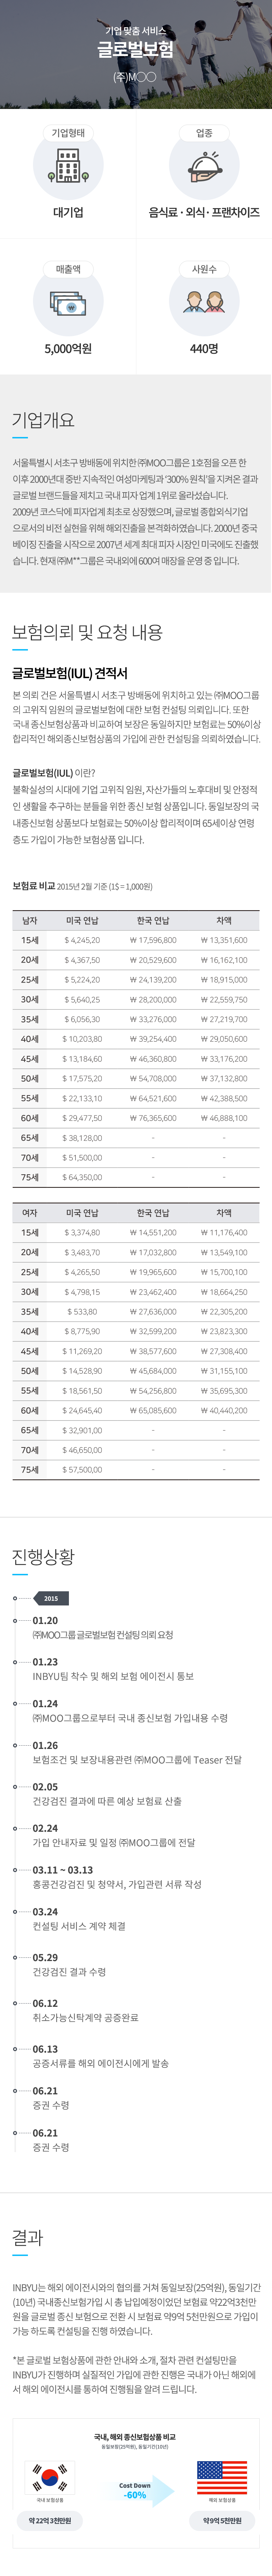 기업 맞춤 서비스
글로벌보험
(주)M○○
기업형태
업종
대기업
음식료 · 외식 · 프랜차이즈
매출액
사원수
5,000억원
440명
기업개요
서울특별시 서초구 방배동에 위치한 ㈜MOO그룹은 1호점을 오픈 한
이후 2000년대 중반 지속적인 여성마케팅과 '300% 원칙'을 지켜온 결과
글로벌 브랜드들을 제치고 국내 피자 업계 1위로 올라섰습니다.
2009년 코스닥에 피자업계 최초로 상장했으며, 글로벌 종합외식기업
으로서의 비전 실현을 위해 해외진출을 본격화하였습니다. 2000년 중국
베이징 진출을 시작으로 2007년 세계 최대 피자 시장인 미국에도 진출했
습니다. 현재 ㈜M**그룹은 국내외에 600여 매장을 운영 중 입니다.
보험의뢰 및 요청 내용
글로벌보험(IUL) 견적서
본 의뢰 건은 서울특별시 서초구 방배동에 위치하고 있는 ㈜MOO그룹
의 고위직 임원의 글로벌보험에 대한 보험 컨설팅 의뢰입니다. 또한
국내 종신보험상품과 비교하여 보장은 동일하지만 보험료는 50%이상
합리적인 해외종신보험상품의 가입에 관한 컨설팅을 의뢰하였습니다.
글로벌보험(IUL) 이란?
불확실성의 시대에 기업 고위직 임원, 자산가들의 노후대비 및 안정적
인 생활을 추구하는 분들을 위한 종신 보험 상품입니다. 동일보장의 국
내종신보험 상품보다 보험료는 50%이상 합리적이며 65세이상 연령
층도 가입이 가능한 보험상품 입니다.
보험료 비교 2015년 2월 기준 (1$ = 1,000원)
남자 미국 연납 한국 연납 차액
15세 $ 4,245,20 ₩ 17,596,800 ₩ 13,351,600
20세 $ 4,367,50 ₩ 20,529,600 ₩ 16,162,100
25세 $ 5,224,20 ₩ 24,139,200 ₩ 18,915,000
30세 $ 5,640,25 ₩ 28,200,000 ₩ 22,559,750
35세 $ 6,056,30 ₩ 33,276,000 ₩ 27,219,700
40세 $ 10,203,80 ₩ 39,254,400 ₩ 29,050,600
45세 $ 13,184,60 ₩ 46,360,800 ₩ 33,176,200
50세 $ 17,575,20 ₩ 54,708,000 ₩ 37,132,800
55세 $ 22,133,10 ₩ 64,521,600 ₩ 42,388,500
60세 $ 29,477,50 ₩ 76,365,600 ₩ 46,888,100
65세 $ 38,128,00 - -
70세 $ 51,500,00 - -
75세 $ 64,350,00 - -
여자 미국 연납 한국 연납 차액
15세 $ 3,374,80 ₩ 14,551,200 ₩ 11,176,400
20세 $ 3,483,70 ₩ 17,032,800 ₩ 13,549,100
25세 $ 4,265,50 ₩ 19,965,600 ₩ 15,700,100
30세 $ 4,798,15 ₩ 23,462,400 ₩ 18,664,250
35세 $ 533,80 ₩ 27,636,000 ₩ 22,305,200
40세 $ 8,775,90 ₩ 32,599,200 ₩ 23,823,300
45세 $ 11,269,20 ₩ 38,577,600 ₩ 27,308,400
50세 $ 14,528,90 ₩ 45,684,000 ₩ 31,155,100
55세 $ 18,561,50 ₩ 54,256,800 ₩ 35,695,300
60세 $ 24,645,40 ₩ 65,085,600 ₩ 40,440,200
65세 $ 32,901,00 - -
70세 $ 46,650,00 - -
75세 $ 57,500,00 - -
진행상황
2015
01.20
㈜MOO그룹 글로벌보험 컨설팅 의뢰 요청
01.23
INBYU팀 착수 및 해외 보험 에이전시 통보
01.24
㈜MOO그룹으로부터 국내 종신보험 가입내용 수령
01.26
보험조건 및 보장내용관련 ㈜MOO그룹에 Teaser 전달
02.05
건강검진 결과에 따른 예상 보험료 산출
02.24
가입 안내자료 및 일정 ㈜MOO그룹에 전달
03.11 ~ 03.13
홍콩건강검진 및 청약서, 가입관련 서류 작성
03.24
컨설팅 서비스 계약 체결
05.29
건강검진 결과 수령
06.12
취소가능신탁계약 공증완료
06.13
공증서류를 해외 에이전시에게 발송
06.21
증권 수령
06.21
증권 수령
결과
INBYU는 해외 에이전시와의 협의를 거쳐 동일보장(25억원), 동일기간
(10년) 국내종신보험가입 시 총 납입예정이었던 보험료 약22억3천만
원을 글로벌 종신 보험으로 전환 시 보험료 약9억 5천만원으로 가입이
가능 하도록 컨설팅을 진행 하였습니다.
*본 글로벌 보험상품에 관한 안내와 소개, 절차 관련 컨설팅만을
INBYU가 진행하며 실질적인 가입에 관한 진행은 국내가 아닌 해외에
서 해외 에이전시를 통하여 진행됨을 알려 드립니다.
국내, 해외 종신보험상품 비교
동일보장(25억원), 동일기간(10년)
Cost Down
-60%
국내 보험상품
해외 보험상품
약 22억 3천만원
약 9억 5천만원